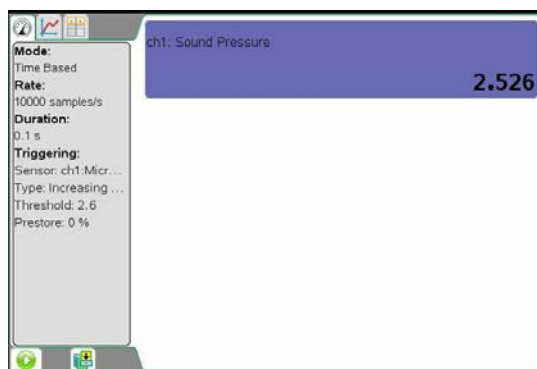 Mode:
Time Based
Rate:
10000 samples/s
Duration:
0.1 s
Triggering:
Sensor: ch1:Micr...
Type: Increasing ...
Threshold: 2.6
Prestore: 0 %
ch1: Sound Pressure
2.526